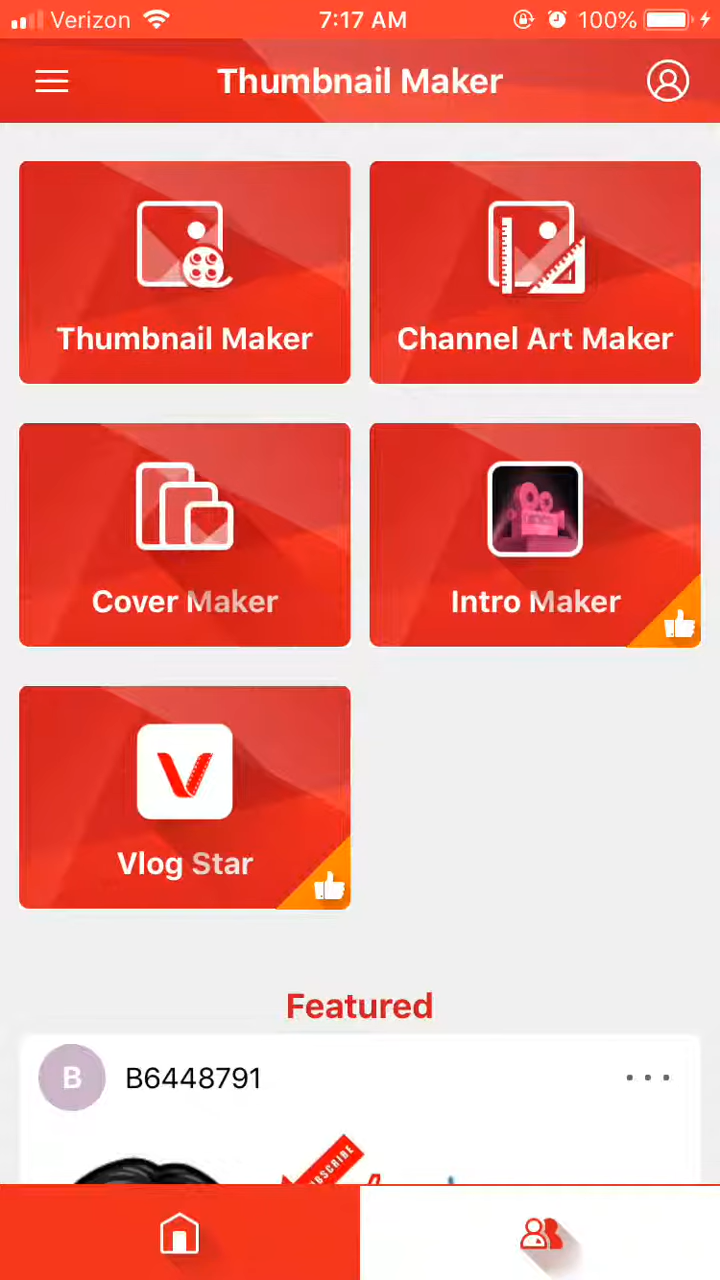 Verizon 7:17 AM 100%
Thumbnail Maker
Thumbnail Maker
Channel Art Maker
Cover Maker
Intro Maker
Vlog Star
Featured
B B6448791
SUBSCRIBE